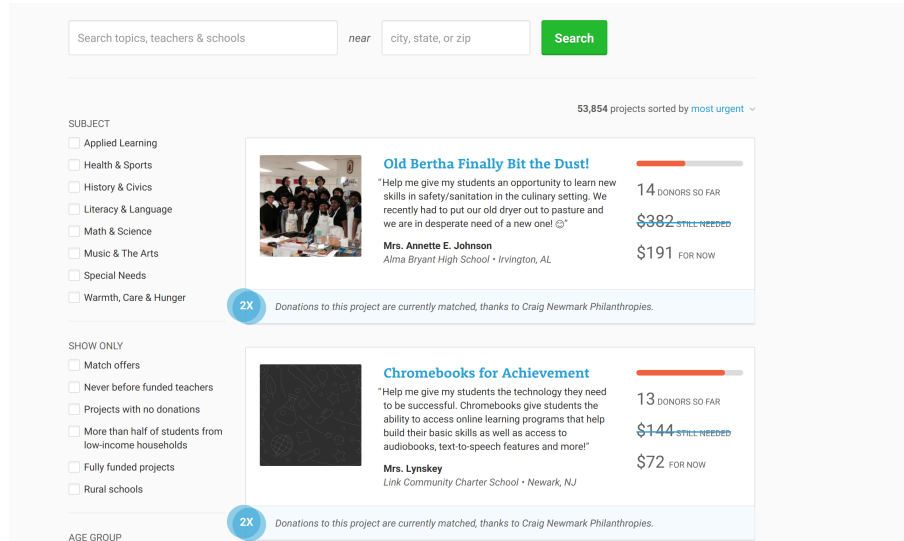 Search topics, teachers & schools
near
city, state, or zip
Search
53,854 projects sorted by most urgent
SUBJECT
Applied Learning
Health & Sports
History & Civics
Literacy & Language
Math & Science
Music & The Arts
Special Needs
Warmth, Care & Hunger
SHOW ONLY
Match offers
Never before funded teachers
Projects with no donations
More than half of students from
low-income households
Fully funded projects
Rural schools
AGE GROUP
Old Bertha Finally Bit the Dust!
"Help me give my students an opportunity to learn new
skills in safety/sanitation in the culinary setting. We
recently had to put our old dryer out to pasture and
we are in desperate need of a new one! 😊"
Mrs. Annette E. Johnson
Alma Bryant High School • Irvington, AL
14 DONORS SO FAR
$382 STILL NEEDED
$191 FOR NOW
2X
Donations to this project are currently matched, thanks to Craig Newmark Philanthropies.
Chromebooks for Achievement
"Help me give my students the technology they need
to be successful. Chromebooks give students the
ability to access online learning programs that help
build their basic skills as well as access to
audiobooks, text-to-speech features and more!"
Mrs. Lynskey
Link Community Charter School • Newark, NJ
13 DONORS SO FAR
$144 STILL NEEDED
$72 FOR NOW
2X
Donations to this project are currently matched, thanks to Craig Newmark Philanthropies.